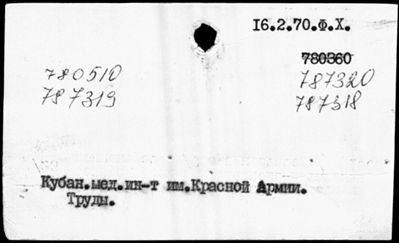 16.2.70.Ф.Х.
780360
780510
787320
787319
787318
Кубан.мед.ин-т им.Красной Армии.
Труды.